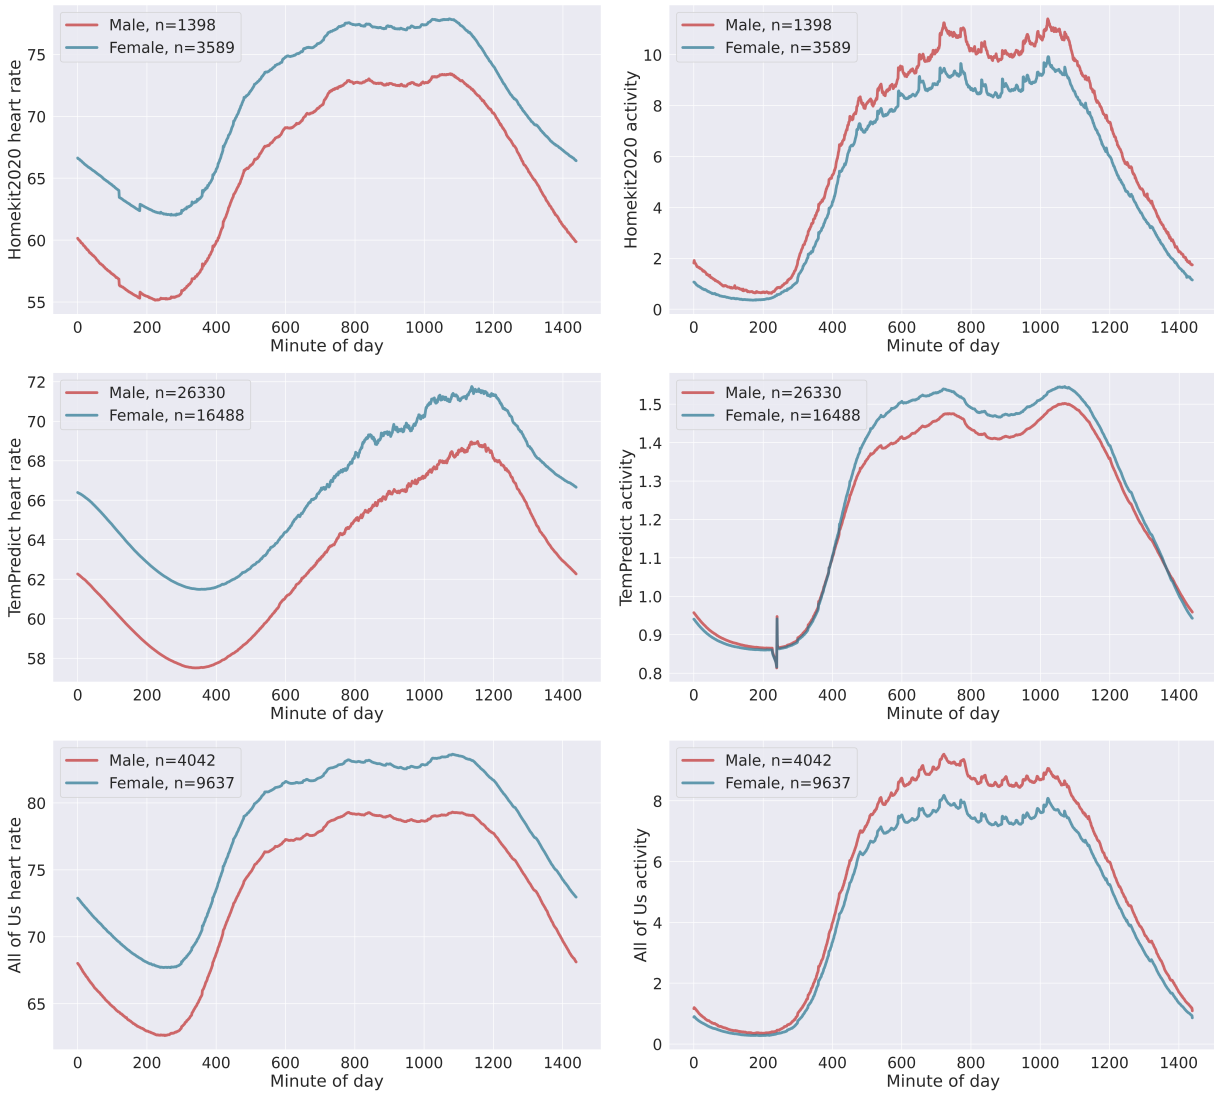 Male, n=1398
Female, n=3589
75
70
65
60
55
0 200 400 600 800 1000 1200 1400
Minute of day
Homekit2020 heart rate
Male, n=1398
Female, n=3589
10
8
6
4
2
0
0 200 400 600 800 1000 1200 1400
Minute of day
Homekit2020 activity
Male, n=26330
Female, n=16488
72
70
68
66
64
62
60
58
0 200 400 600 800 1000 1200 1400
Minute of day
TemPredict heart rate
Male, n=26330
Female, n=16488
1.5
1.4
1.3
1.2
1.1
1.0
0.9
0.8
0 200 400 600 800 1000 1200 1400
Minute of day
TemPredict activity
Male, n=4042
Female, n=9637
80
75
70
65
0 200 400 600 800 1000 1200 1400
Minute of day
All of Us heart rate
Male, n=4042
Female, n=9637
8
6
4
2
0
0 200 400 600 800 1000 1200 1400
Minute of day
All of Us activity